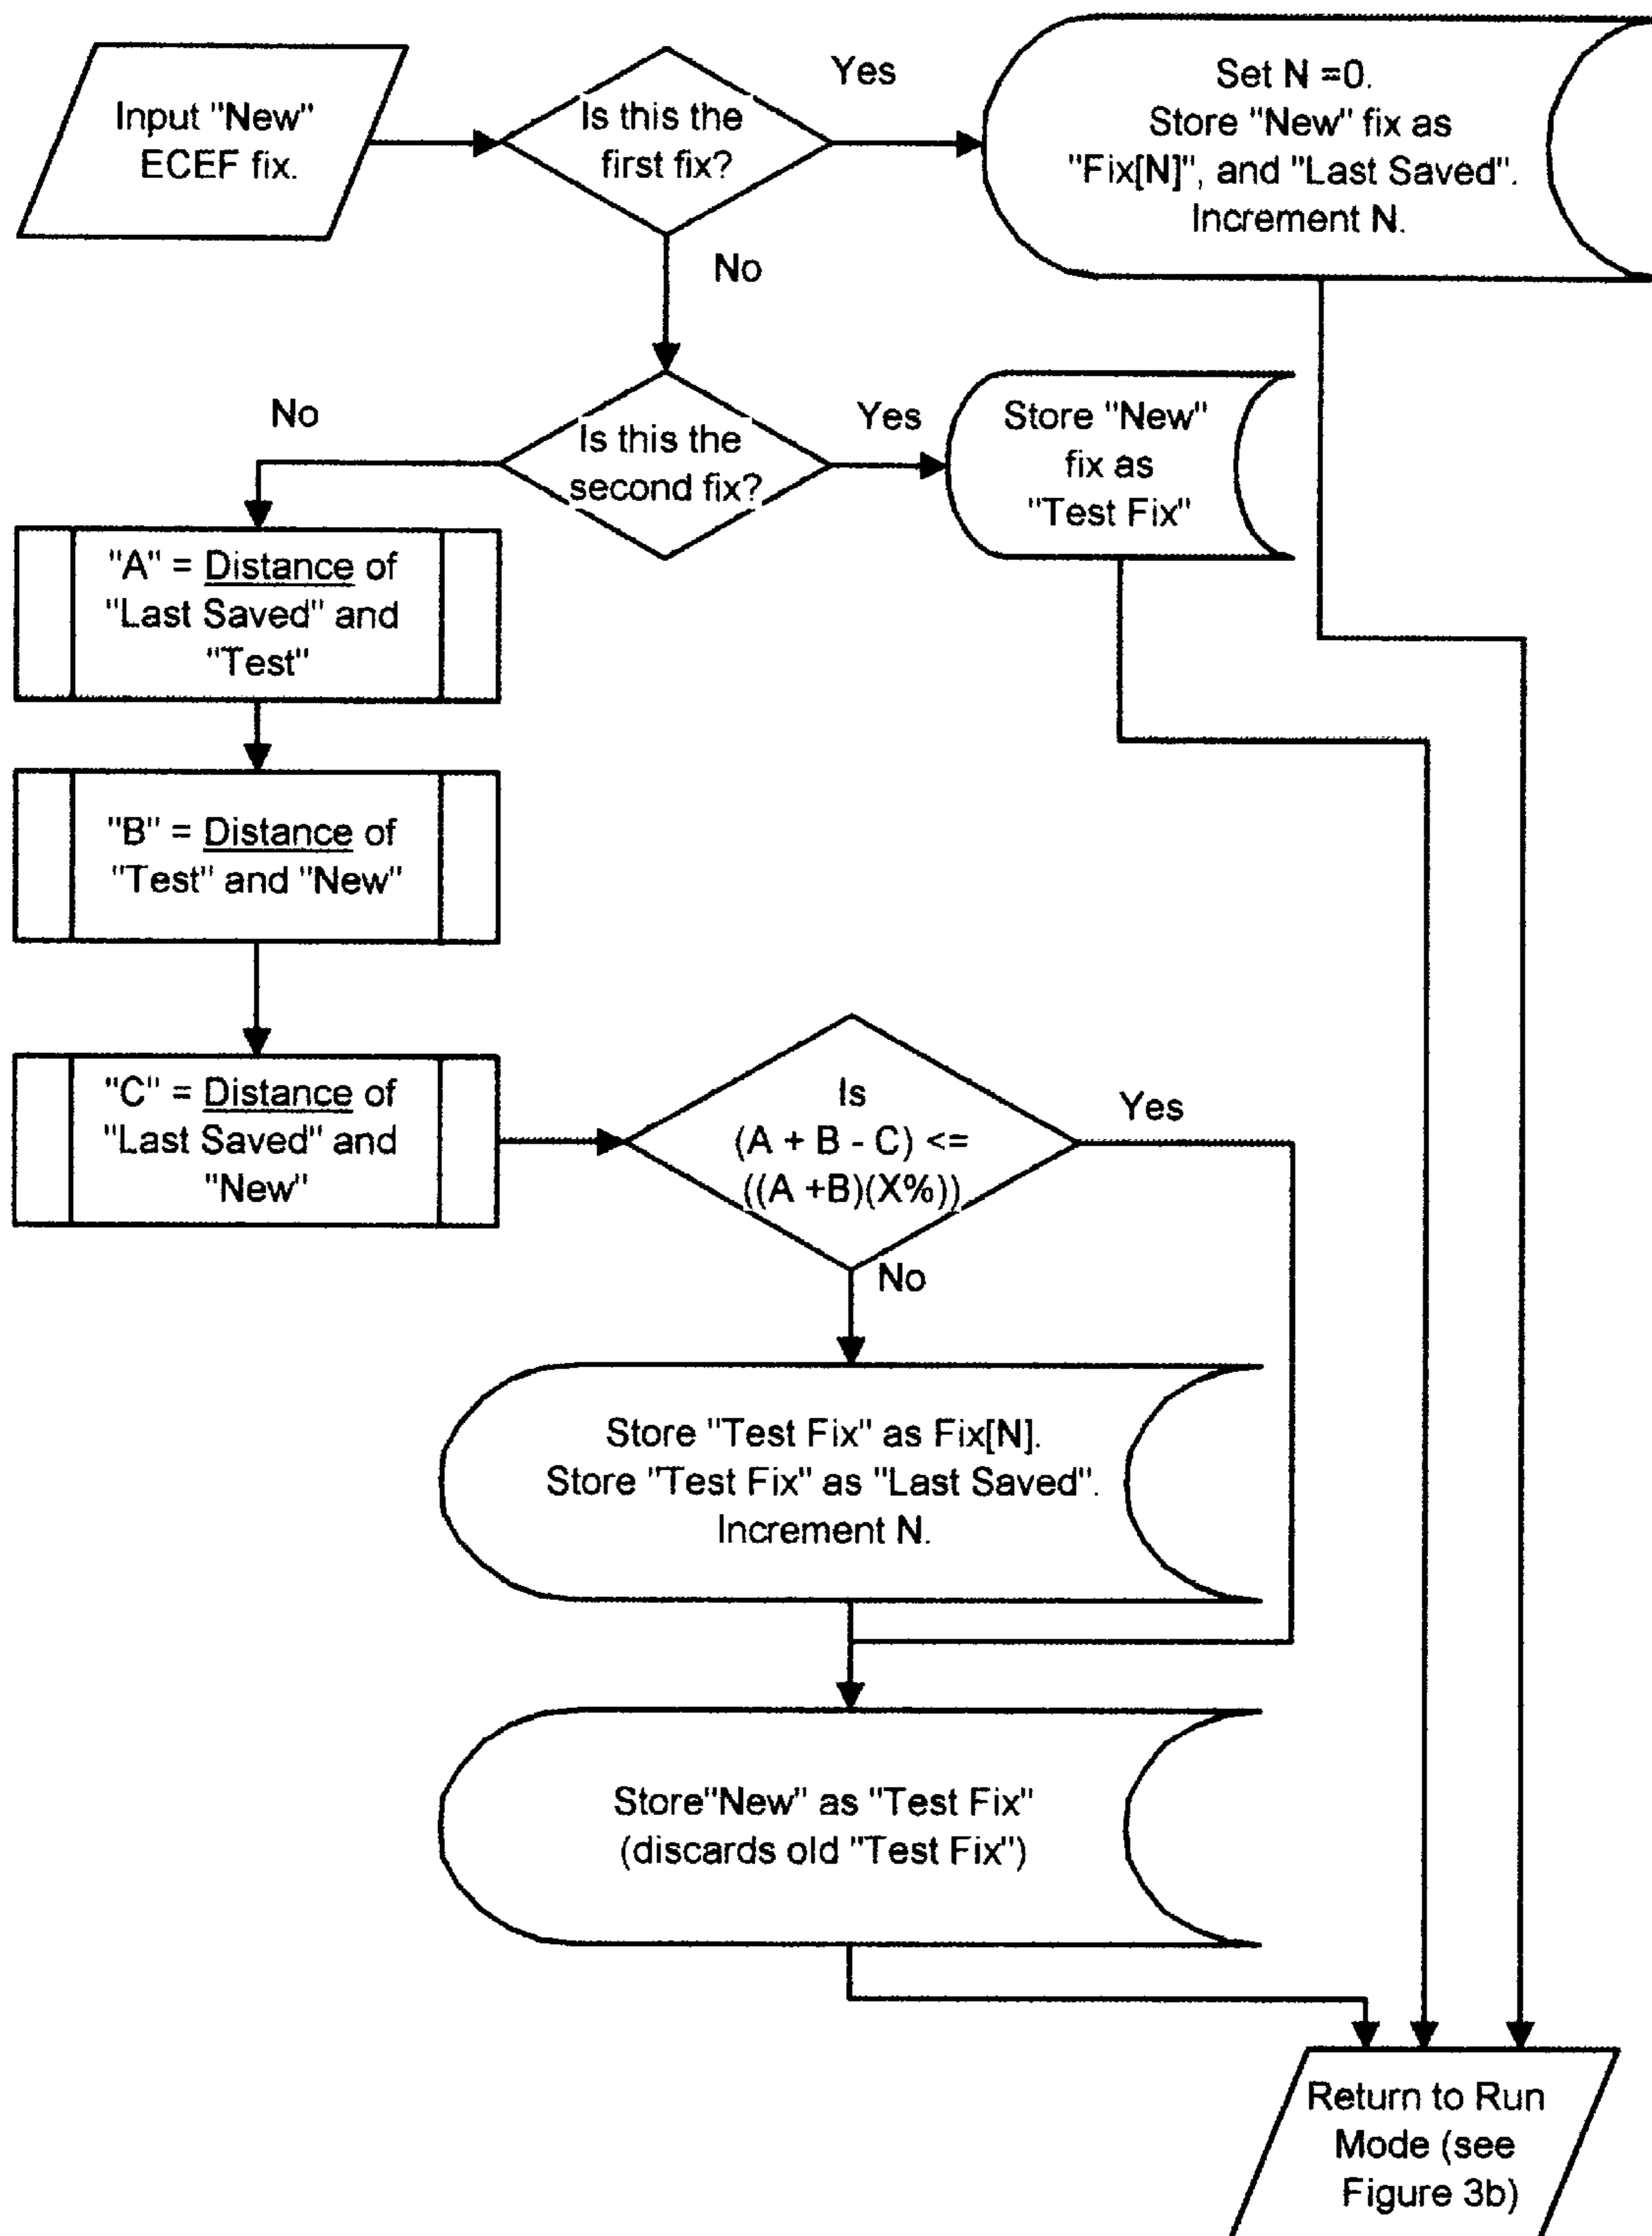 Input "New"
ECEF fix.
Is this the
first fix?
Yes
Set N =0.
Store "New" fix as
"Fix[N]", and "Last Saved".
Increment N.
No
No
Is this the
second fix?
Yes
Store "New"
fix as
"Test Fix"
"A" = Distance of
"Last Saved" and
"Test"
"B" = Distance of
"Test" and "New"
"C" = Distance of
"Last Saved" and
"New"
Is
(A + B - C) <=
((A +B)(X%))
Yes
No
Store "Test Fix" as Fix[N].
Store "Test Fix" as "Last Saved".
Increment N.
Store"New" as "Test Fix"
(discards old "Test Fix")
Return to Run
Mode (see
Figure 3b)